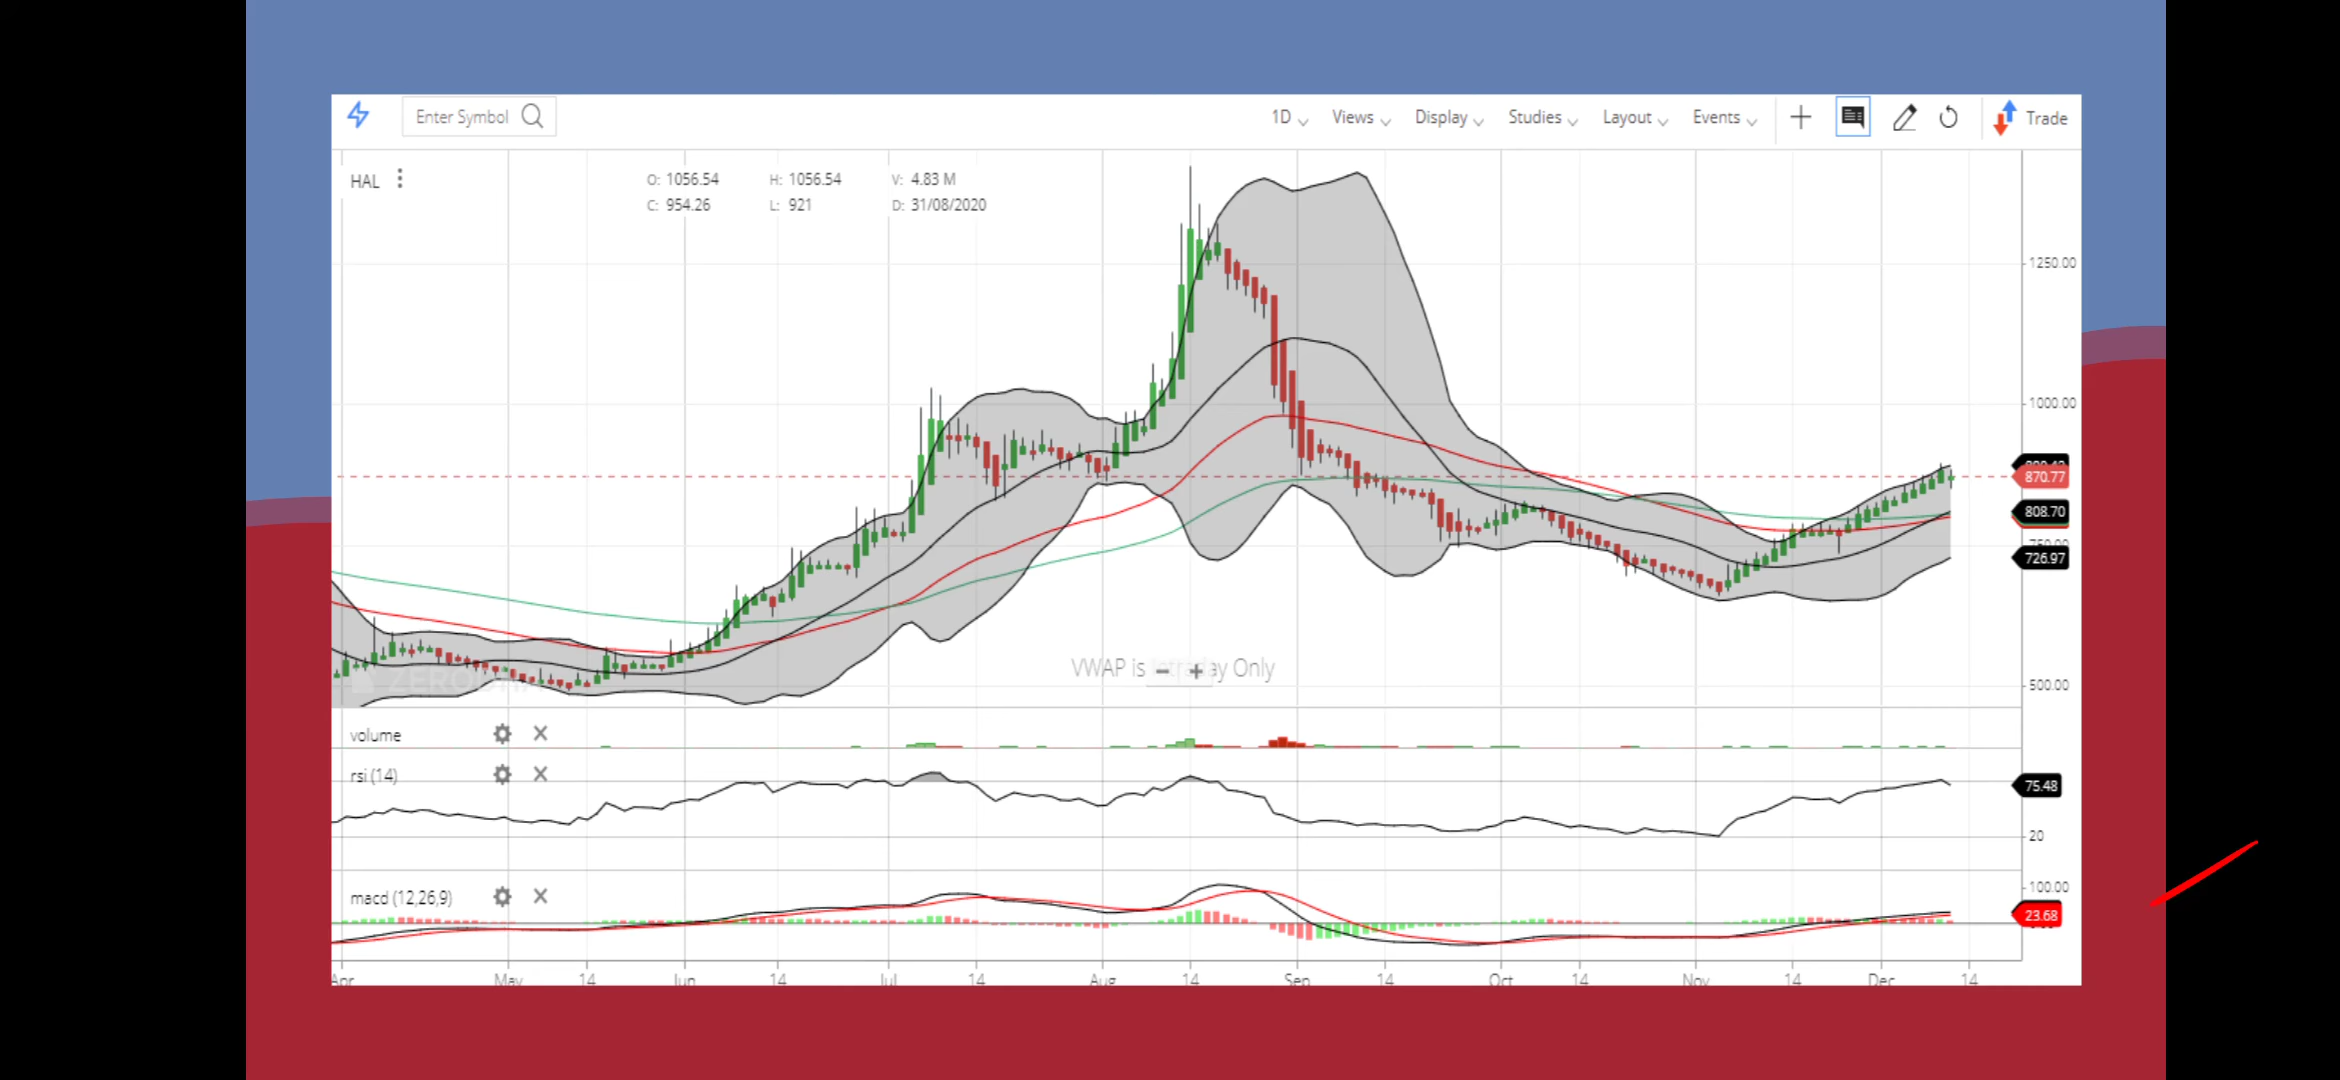 Enter Symbol 1D Views Display Studies Layout Events Trade
HAL O: 1056.54 H: 1056.54 V: 4.83 M
C: 954.26 L: 921 D: 31/08/2020
1250.00
1000.00
870.77
808.70
726.97
500.00
VWAP is Intraday Only
ZERODHA
volume
rsi (14)
75.48
20
macd (12,26,9)
100.00
23.68
Apr May 14 Jun 14 Jul 14 Aug 14 Sep 14 Oct 14 Nov 14 Dec 14